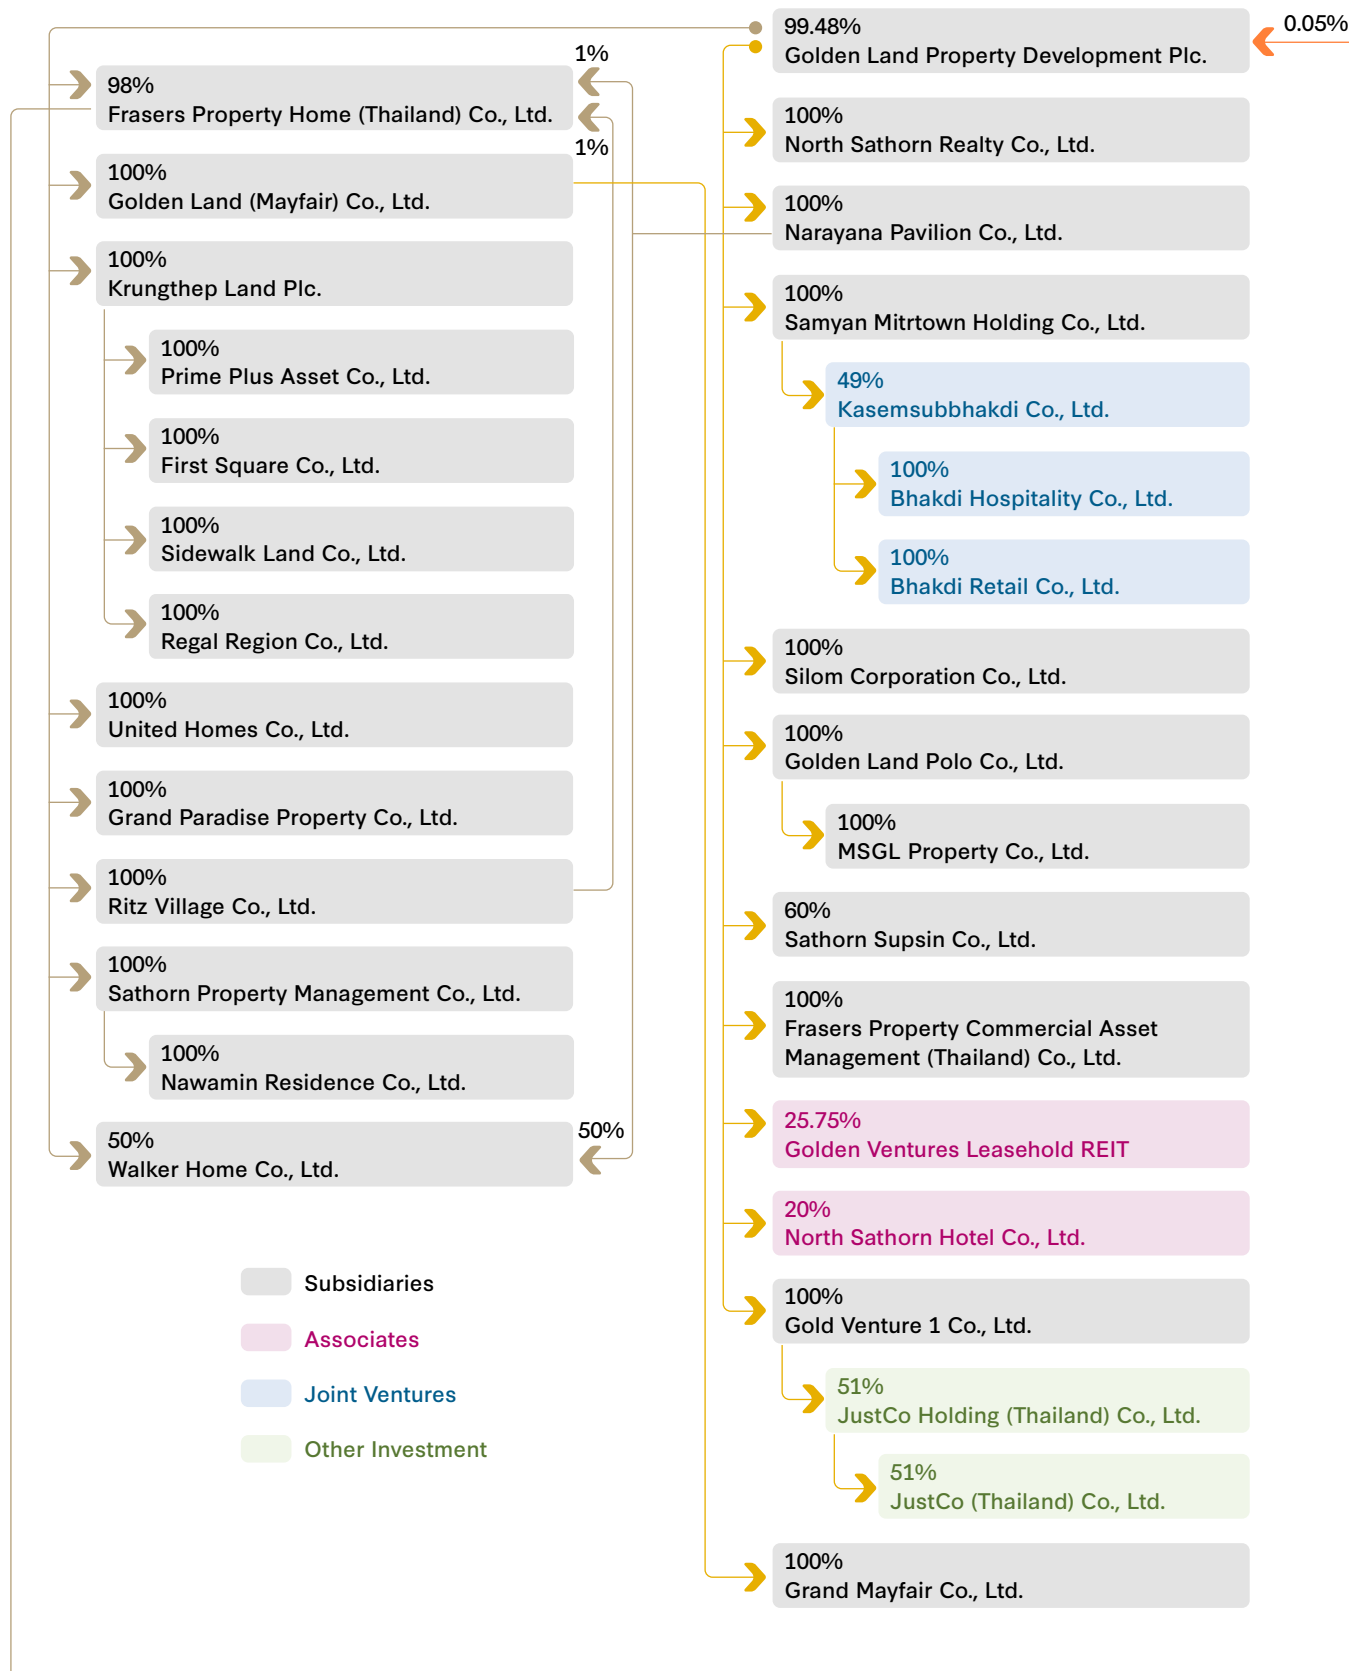 99.48%
Golden Land Property Development Plc.
0.05%
1%
98%
Frasers Property Home (Thailand) Co., Ltd.
1%
100%
Golden Land (Mayfair) Co., Ltd.
100%
Krungthep Land Plc.
100%
Prime Plus Asset Co., Ltd.
100%
First Square Co., Ltd.
100%
Sidewalk Land Co., Ltd.
100%
Regal Region Co., Ltd.
100%
United Homes Co., Ltd.
100%
Grand Paradise Property Co., Ltd.
100%
Ritz Village Co., Ltd.
100%
Sathorn Property Management Co., Ltd.
100%
Nawamin Residence Co., Ltd.
50%
Walker Home Co., Ltd.
50%
100%
North Sathorn Realty Co., Ltd.
100%
Narayana Pavilion Co., Ltd.
100%
Samyan Mitrtown Holding Co., Ltd.
49%
Kasemsubbhakdi Co., Ltd.
100%
Bhakdi Hospitality Co., Ltd.
100%
Bhakdi Retail Co., Ltd.
100%
Silom Corporation Co., Ltd.
100%
Golden Land Polo Co., Ltd.
100%
MSGL Property Co., Ltd.
60%
Sathorn Supsin Co., Ltd.
100%
Frasers Property Commercial Asset
Management (Thailand) Co., Ltd.
25.75%
Golden Ventures Leasehold REIT
20%
North Sathorn Hotel Co., Ltd.
100%
Gold Venture 1 Co., Ltd.
51%
JustCo Holding (Thailand) Co., Ltd.
51%
JustCo (Thailand) Co., Ltd.
100%
Grand Mayfair Co., Ltd.
Subsidiaries
Associates
Joint Ventures
Other Investment